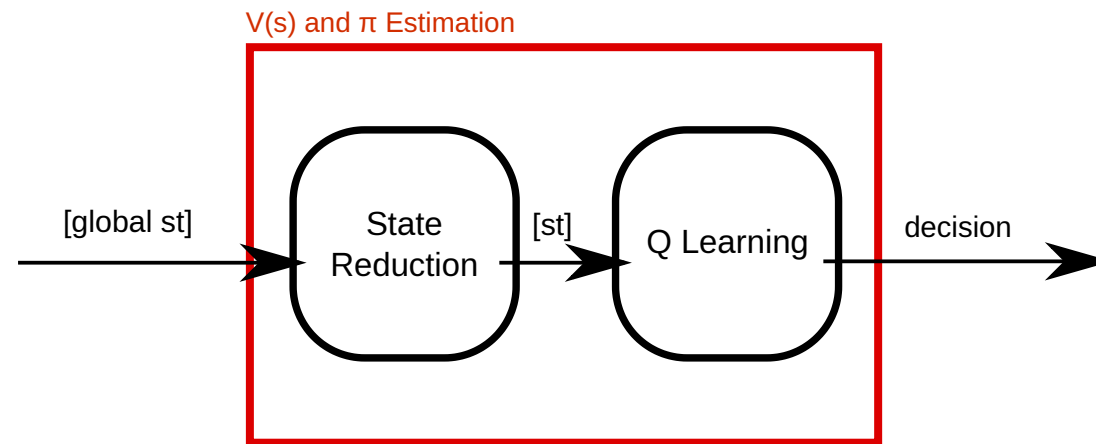 V(s) and π Estimation
[global st]
State
Reduction
[st]
Q Learning
decision